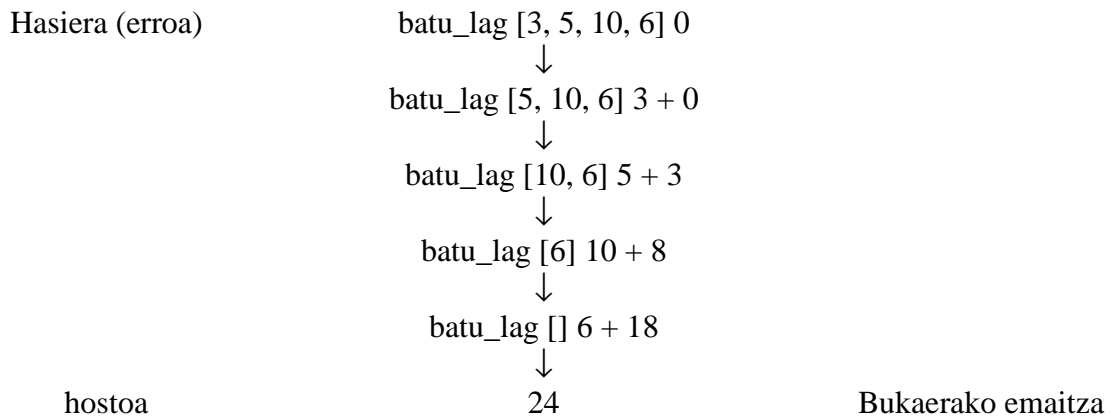 Hasiera (erroa) batu_lag [3, 5, 10, 6] 0
↓
batu_lag [5, 10, 6] 3 + 0
↓
batu_lag [10, 6] 5 + 3
↓
batu_lag [6] 10 + 8
↓
batu_lag [] 6 + 18
↓
hostoa 24 Bukaerako emaitza